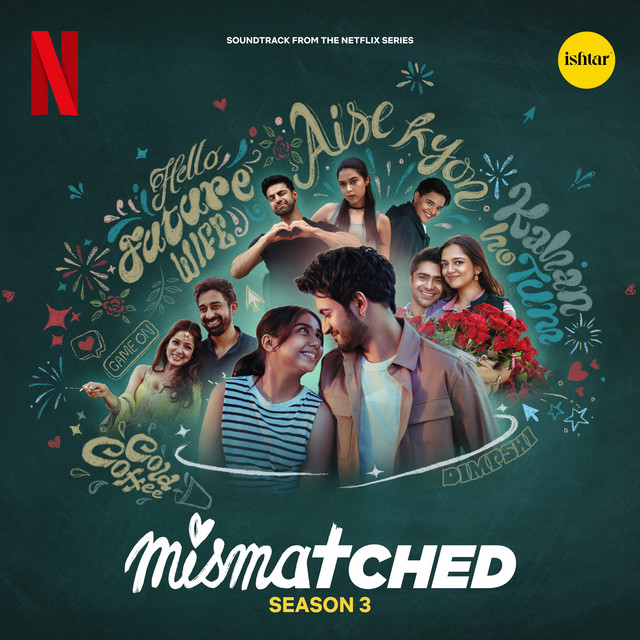 N
SOUNDTRACK FROM THE NETFLIX SERIES
ishtar
Hello
Future
WIFE
Aise Kyon
Kahan
ho Tum
GAME ON
Cold
Coffee
DIMPSHI
mismatCHED
SEASON 3